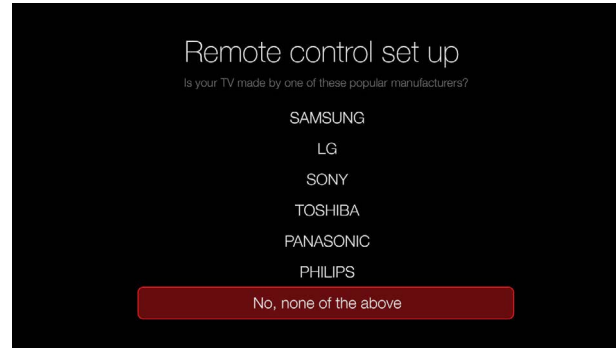 Remote control set up
Is your TV made by one of these popular manufacturers?
SAMSUNG
LG
SONY
TOSHIBA
PANASONIC
PHILIPS
No, none of the above